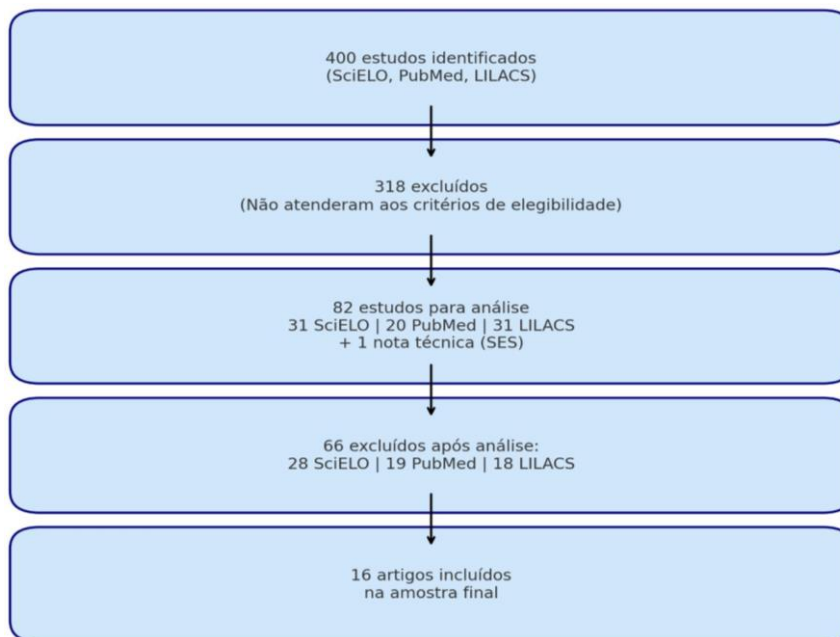 400 estudos identificados
(SciELO, PubMed, LILACS)
318 excluídos
(Não atenderam aos critérios de elegibilidade)
82 estudos para análise
31 SciELO | 20 PubMed | 31 LILACS
+ 1 nota técnica (SES)
66 excluídos após análise:
28 SciELO | 19 PubMed | 18 LILACS
16 artigos incluídos
na amostra final